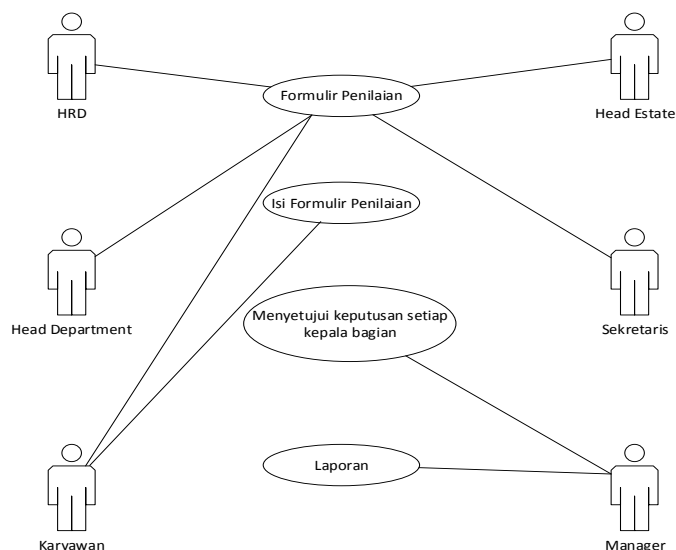 Formulir Penilaian
HRD
Head Estate
Isi Formulir Penilaian
Menyetujui keputusan setiap
kepala bagian
Head Department
Sekretaris
Laporan
Karyawan
Manager